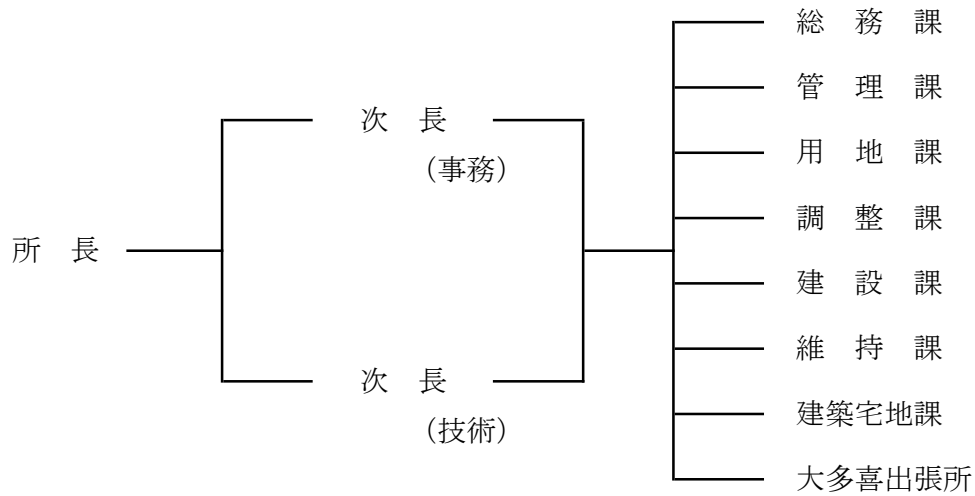 所　長
次　長
（事務）
次　長
（技術）
総　務　課
管　理　課
用　地　課
調　整　課
建　設　課
維　持　課
建築宅地課
大多喜出張所